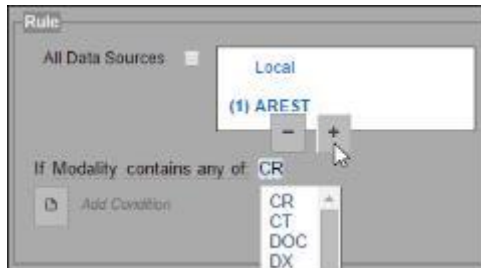 Rule
All Data Sources
Local
(1) AREST
- +
If Modality contains any of: CR
Add Condition
CR
CT
DOC
DX